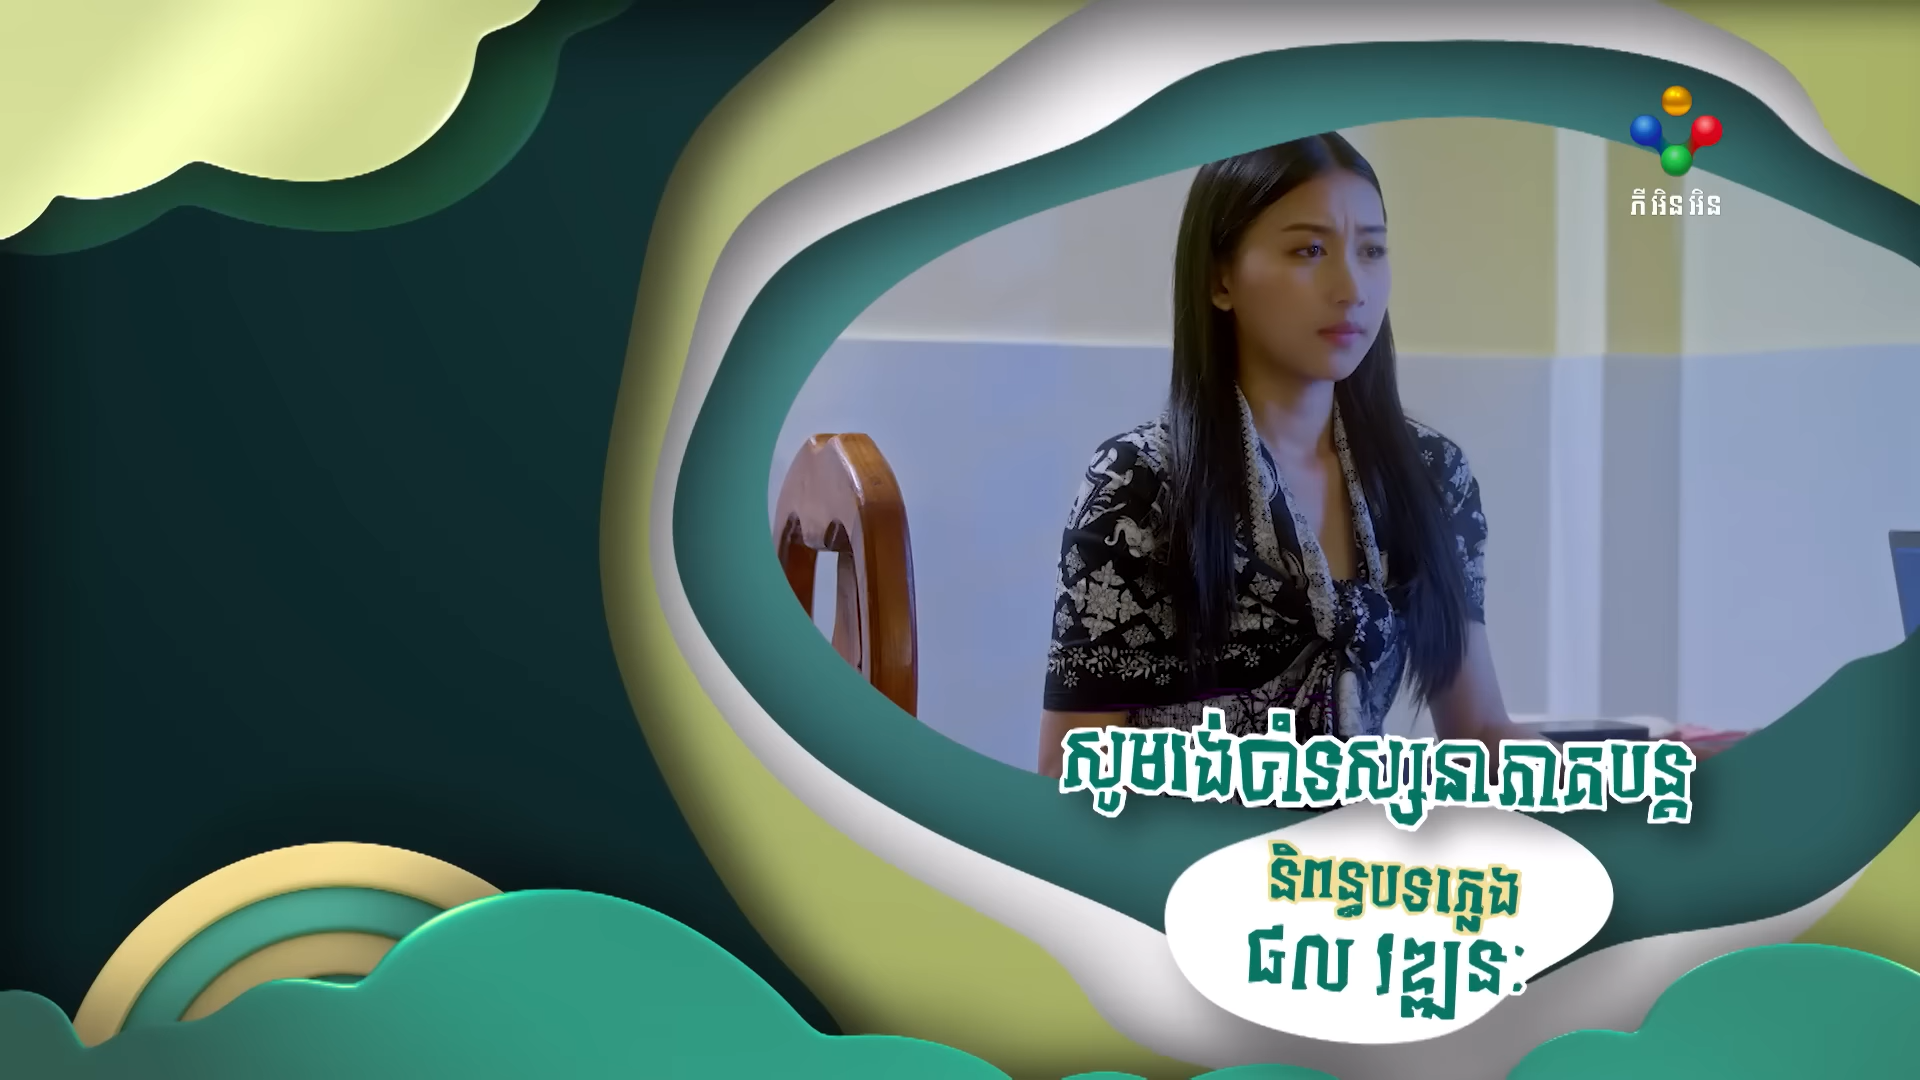 ភីអិនអិន
សូមរង់ចាំទស្សនាភាគបន្ត
និពន្ធបទភ្លេង
ផល វឌ្ឍនៈ